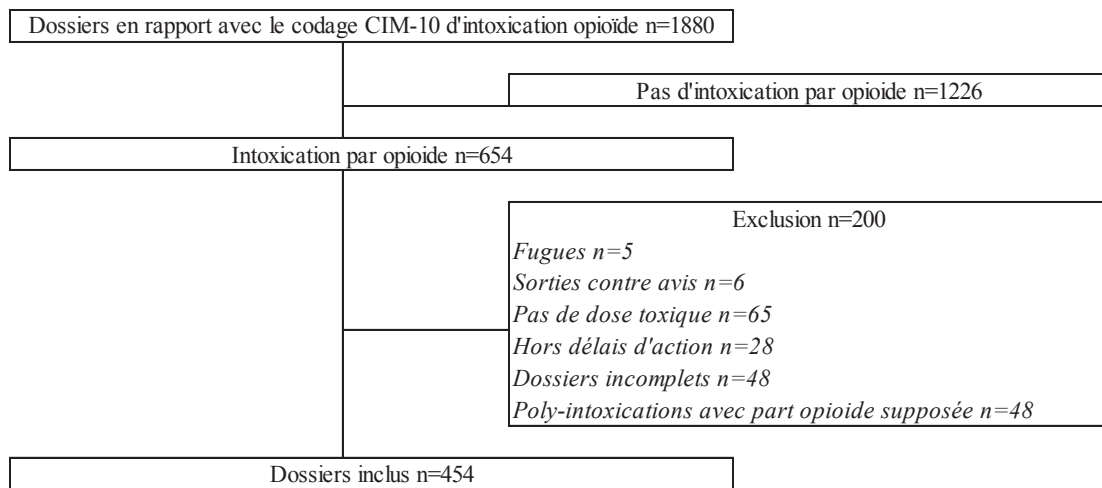 Dossiers en rapport avec le codage CIM-10 d'intoxication opioïde n=1880
Pas d'intoxication par opioide n=1226
Intoxication par opioide n=654
Exclusion n=200
Fugues n=5
Sorties contre avis n=6
Pas de dose toxique n=65
Hors délais d'action n=28
Dossiers incomplets n=48
Poly-intoxications avec part opioide supposée n=48
Dossiers inclus n=454